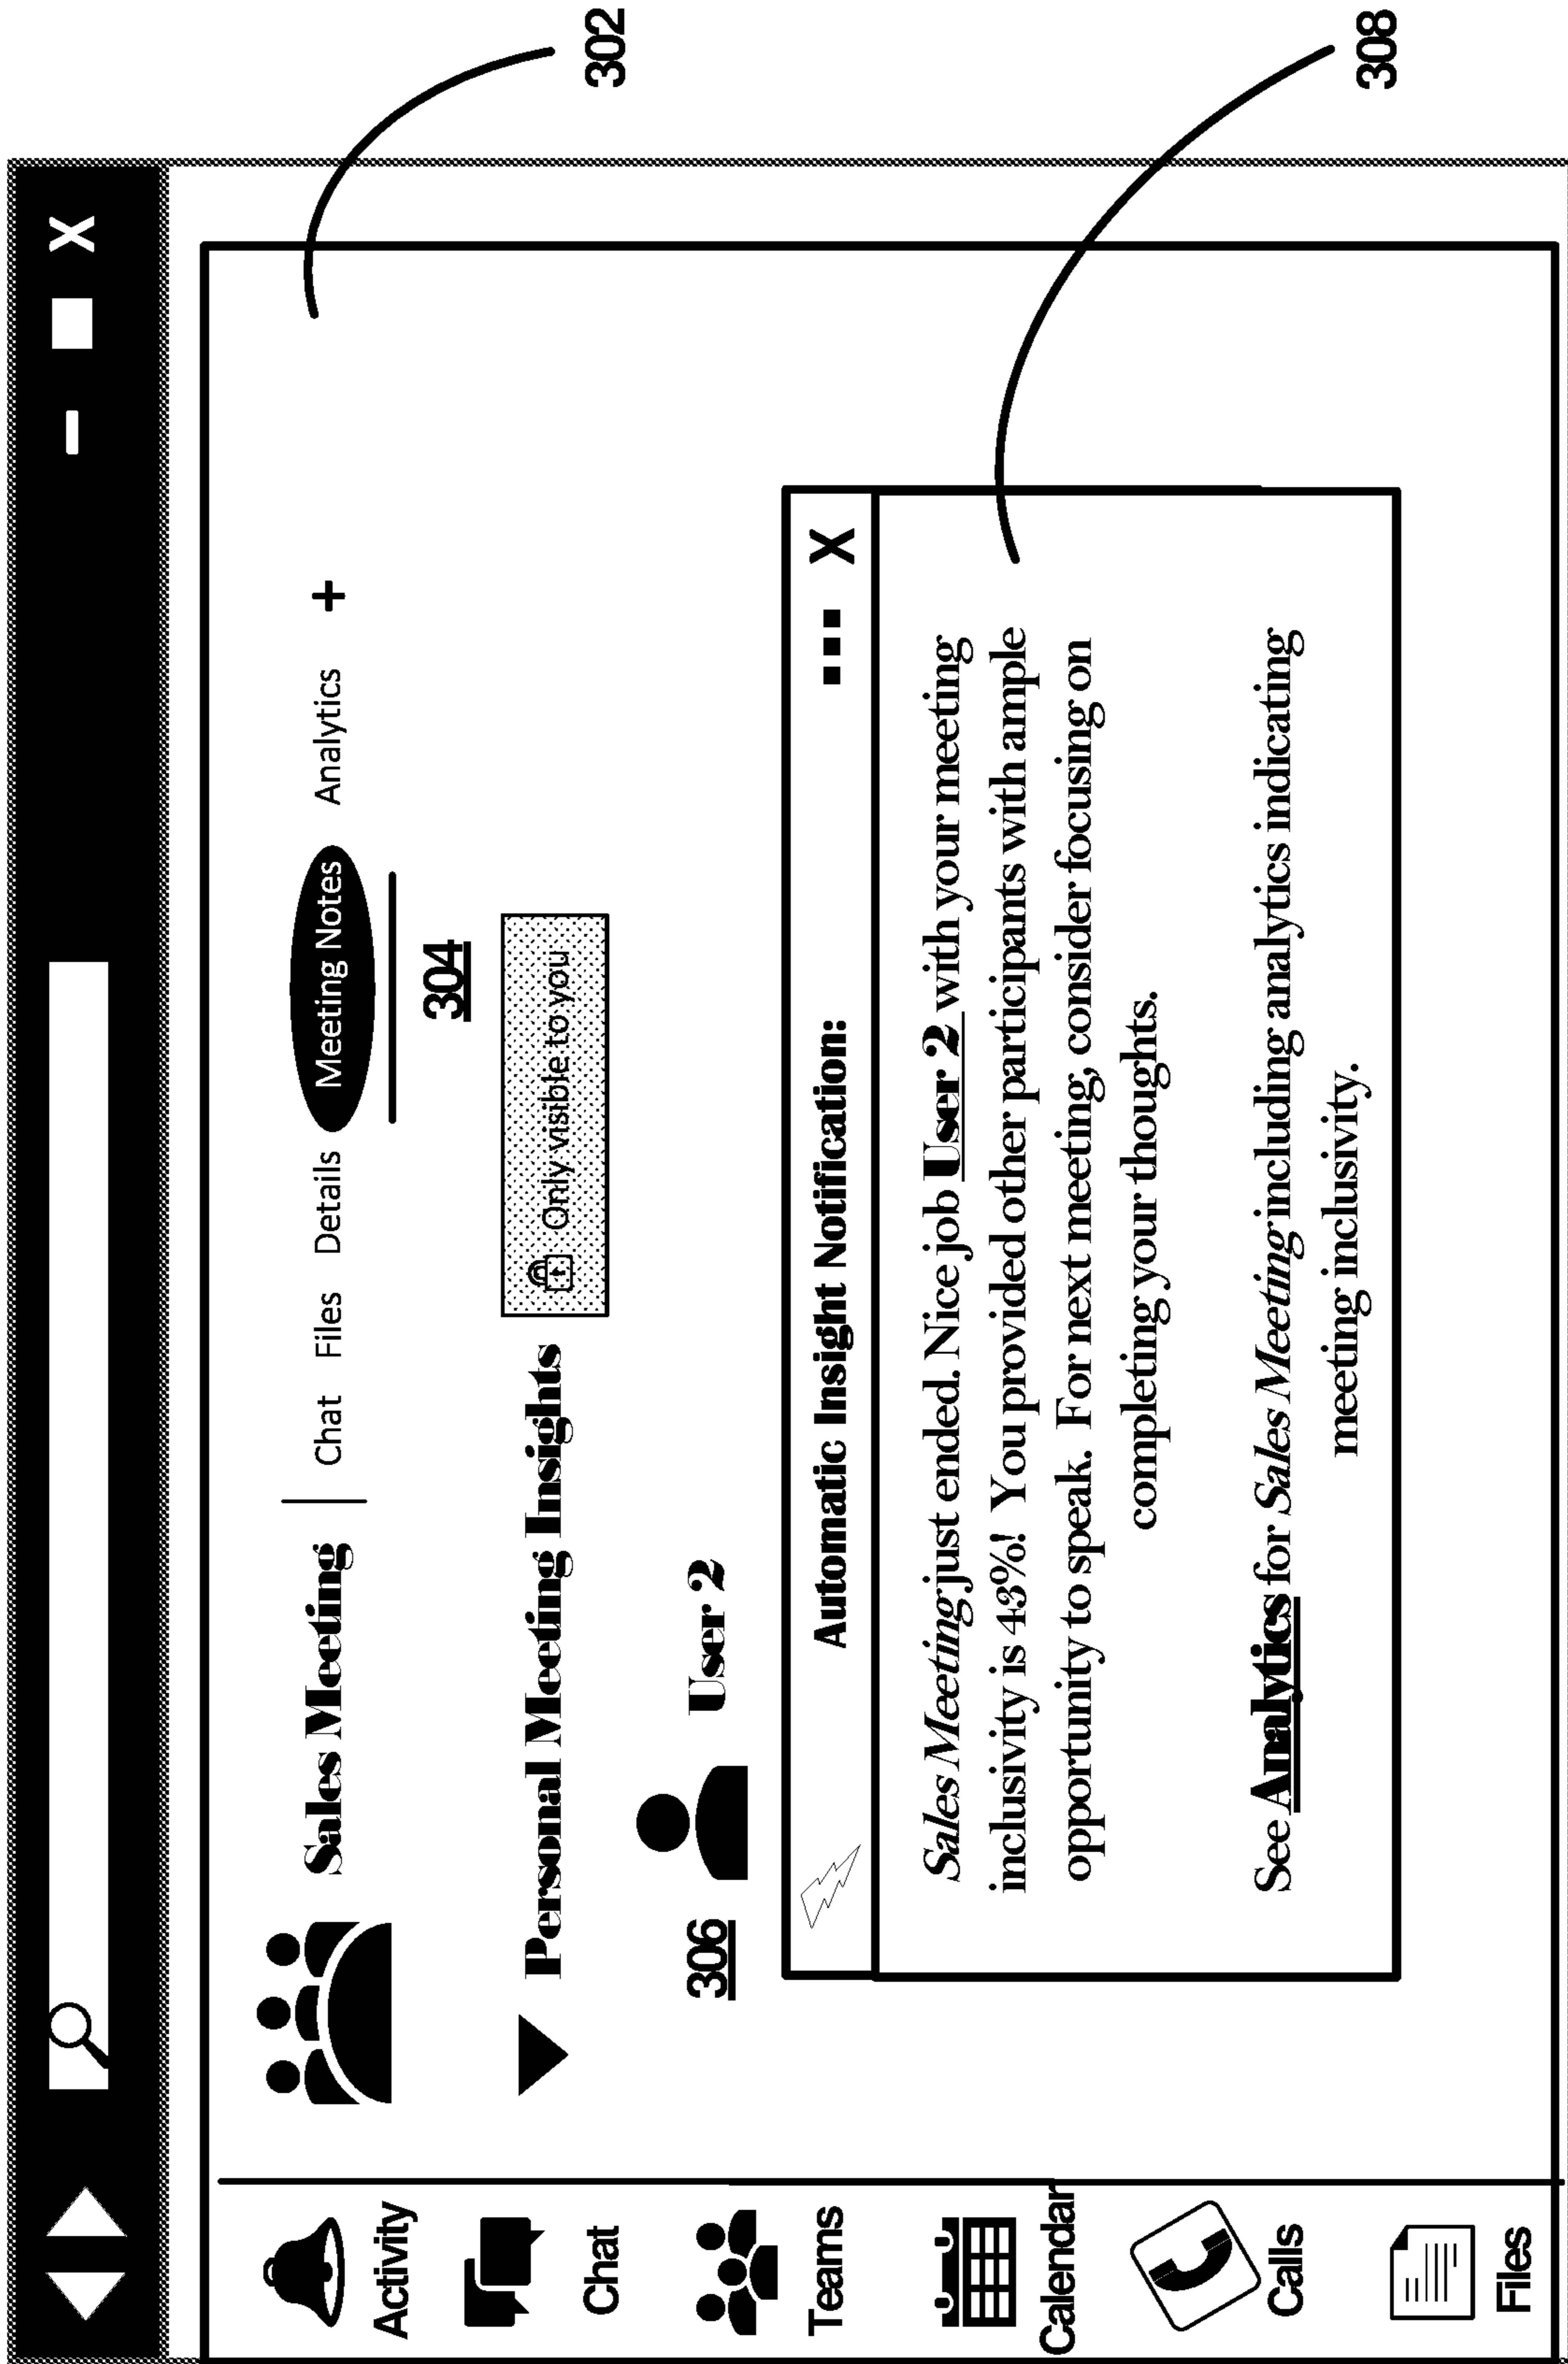 X
302
Sales Meeting | Chat Files Details Meeting Notes Analytics +
304
Personal Meeting Insights
Only visible to you
306
User 2
Automatic Insight Notification:
X
Sales Meeting just ended. Nice job User 2 with your meeting
inclusivity is 43%! You provided other participants with ample
opportunity to speak. For next meeting, consider focusing on
completing your thoughts.
See Analytics for Sales Meeting including analytics indicating
meeting inclusivity.
308
Activity
Chat
Teams
Calendar
Calls
Files